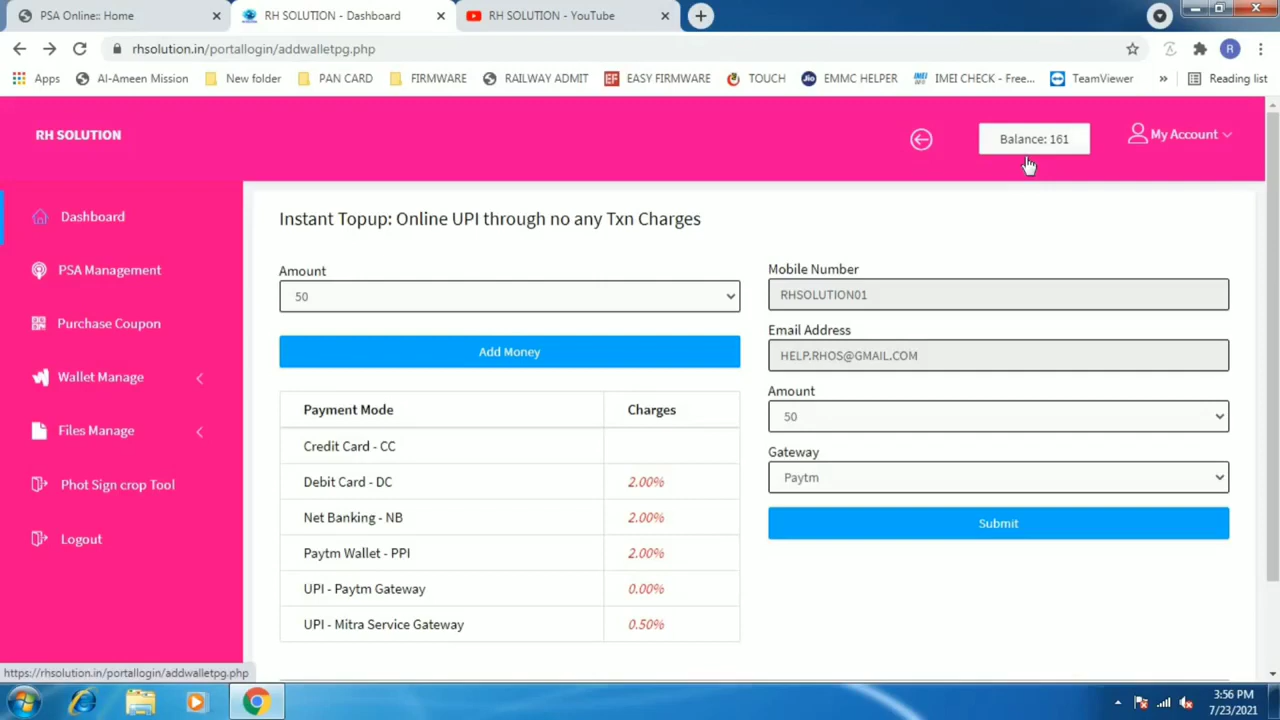 PSA Online:: Home
RH SOLUTION - Dashboard
RH SOLUTION - YouTube
rhsolution.in/portallogin/addwalletpg.php
R
Apps
Al-Ameen Mission
New folder
PAN CARD
FIRMWARE
RAILWAY ADMIT
EF
EASY FIRMWARE
TOUCH
Jio
EMMC HELPER
IMEI CHECK - Free...
TeamViewer
»
Reading list
RH SOLUTION
Balance: 161
My Account
Dashboard
PSA Management
Purchase Coupon
Wallet Manage
Files Manage
Phot Sign crop Tool
Logout
Instant Topup: Online UPI through no any Txn Charges
Amount
50
Add Money
Payment Mode Charges
Credit Card - CC
Debit Card - DC 2.00%
Net Banking - NB 2.00%
Paytm Wallet - PPI 2.00%
UPI - Paytm Gateway 0.00%
UPI - Mitra Service Gateway 0.50%
Mobile Number
RHSOLUTION01
Email Address
HELP.RHOS@GMAIL.COM
Amount
50
Gateway
Paytm
Submit
https://rhsolution.in/portallogin/addwalletpg.php
3:56 PM
7/23/2021